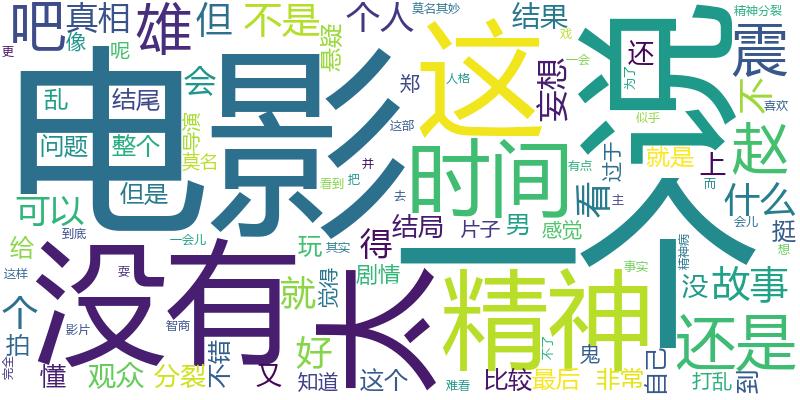 吧
真相
雄
但
不是
个人
莫名其妙
结果
精神分裂
更
像
呢
悬疑
戏
震
电影
这
说
还
会
妄想
一会
为了
不
喜欢
乱
结尾
郑
人格
似乎
问题
整个
导演
莫名
这部
时间
有点
过于
就是
上
赵
但是
看到
把
并
去
看
主
而
什么
可以
一个
没有
结局
片子
男
感觉
会儿
挺
给
到底
一会儿
玩
其实
得
太
精神
精神病
想
这样
耍
就
觉得
剧情
事实
没
故事
个
影片
智商
还是
拍
不错
好
不了
鬼
完全
懂
观众
分裂
又
知道
这个
难看
比较
最后
非常
自己
打乱
到